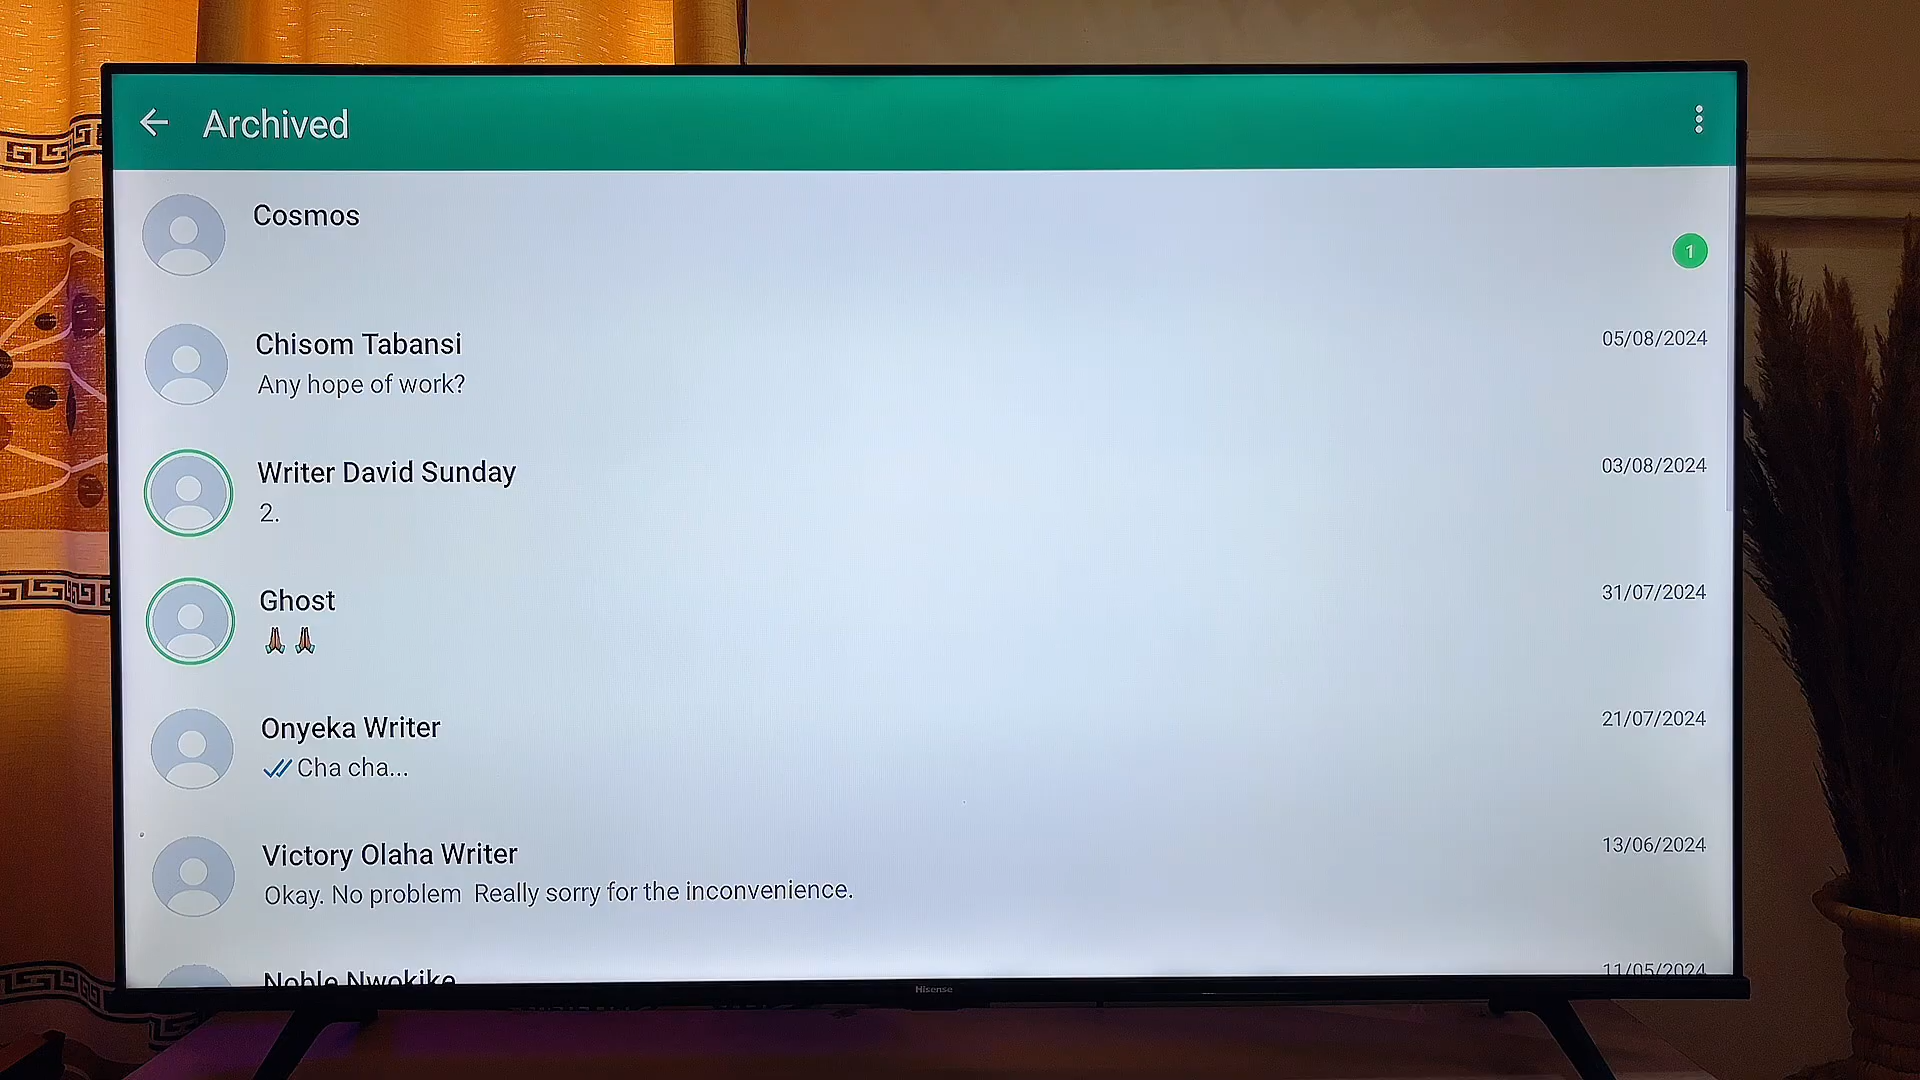 Archived
Cosmos
1
Chisom Tabansi
05/08/2024
Any hope of work?
Writer David Sunday
03/08/2024
2.
Ghost
31/07/2024
🙏🏽 🙏🏽
Onyeka Writer
21/07/2024
Cha cha...
Victory Olaha Writer
13/06/2024
Okay. No problem  Really sorry for the inconvenience.
Noble Nwokike
11/05/2024
Hisense